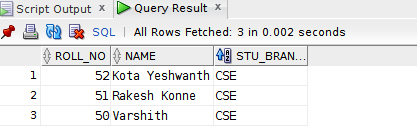 Script Output Query Result
SQL All Rows Fetched: 3 in 0.002 seconds
ROLL_NO NAME STU_BRAN...
1 52 Kota Yeshwanth CSE
2 51 Rakesh Konne CSE
3 50 Varshith CSE